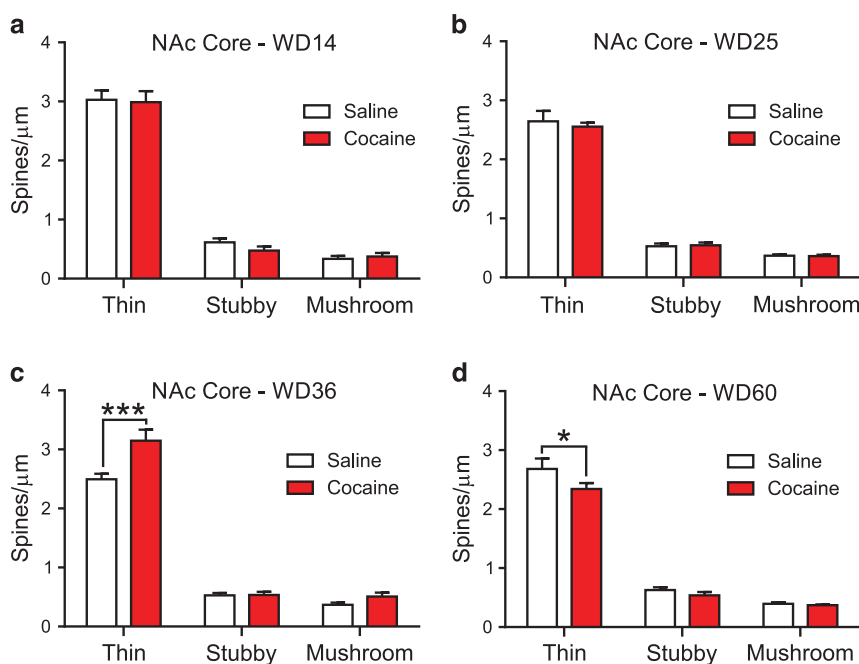 a
NAc Core - WD14
4
3
2
1
0
Spines/μm
Saline
Cocaine
Thin Stubby Mushroom
b
NAc Core - WD25
4
3
2
1
0
Spines/μm
Saline
Cocaine
Thin Stubby Mushroom
c
NAc Core - WD36
4
3
2
1
0
Spines/μm
***
Saline
Cocaine
Thin Stubby Mushroom
d
NAc Core - WD60
4
3
2
1
0
Spines/μm
*
Saline
Cocaine
Thin Stubby Mushroom